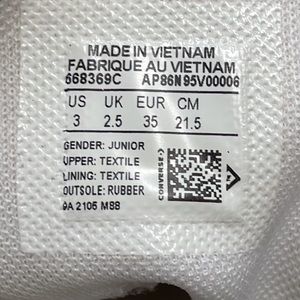 MADE IN VIETNAM
FABRIQUE AU VIETNAM
668369C AP86N95V00006
US UK EUR CM
3 2.5 35 21.5
GENDER: JUNIOR
UPPER: TEXTILE
LINING: TEXTILE
OUTSOLE: RUBBER
9A 2105 M88
CONVERSE